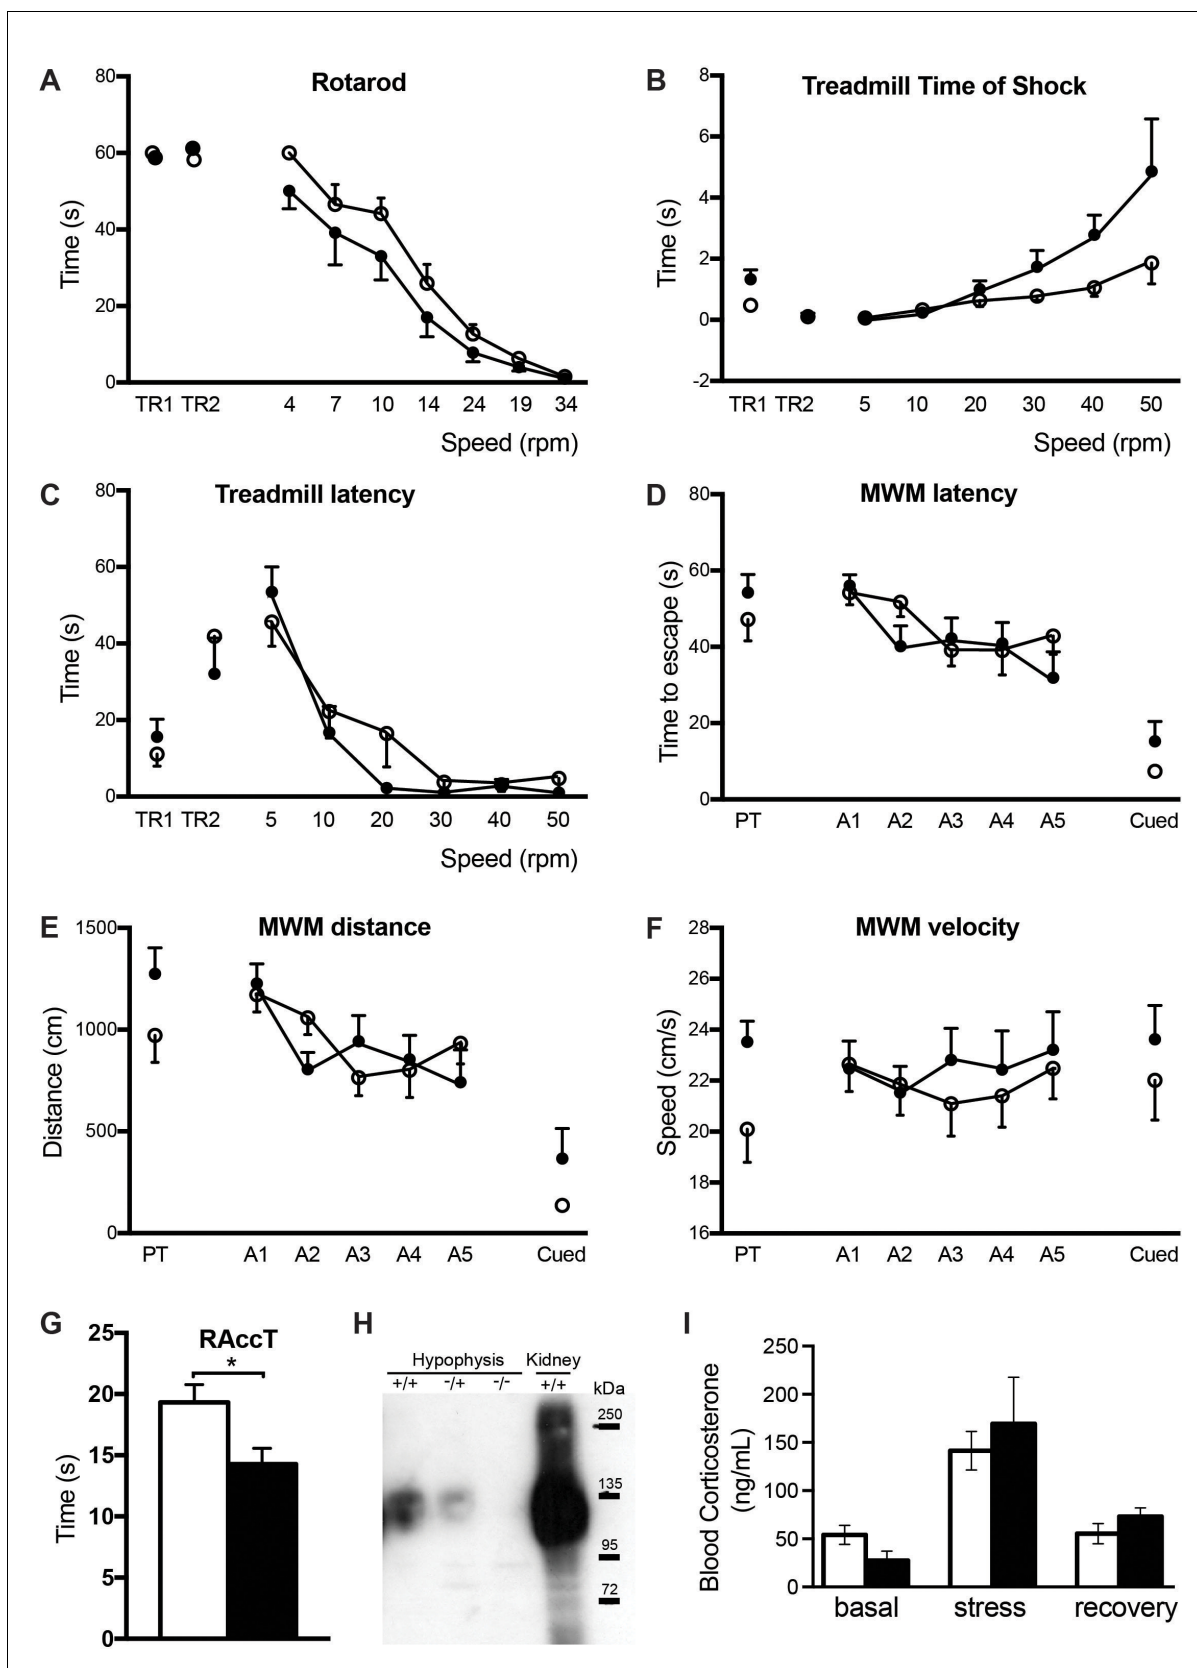 A
Rotarod
80
60
40
20
0
Time (s)
TR1 TR2 4 7 10 14 24 19 34
Speed (rpm)
B
Treadmill Time of Shock
8
6
4
2
0
-2
Time (s)
TR1 TR2 5 10 20 30 40 50
Speed (rpm)
C
Treadmill latency
80
60
40
20
0
Time (s)
TR1 TR2 5 10 20 30 40 50
Speed (rpm)
D
MWM latency
80
60
40
20
0
Time to escape (s)
PT A1 A2 A3 A4 A5 Cued
E
MWM distance
1500
1000
500
0
Distance (cm)
PT A1 A2 A3 A4 A5 Cued
F
MWM velocity
28
26
24
22
20
18
16
Speed (cm/s)
PT A1 A2 A3 A4 A5 Cued
G
RAccT
*
25
20
15
10
5
0
Time (s)
H
Hypophysis Kidney
+/+ -/+ -/- +/+
kDa
250
135
95
72
I
250
200
150
100
50
0
Blood Corticosterone
(ng/mL)
basal stress recovery